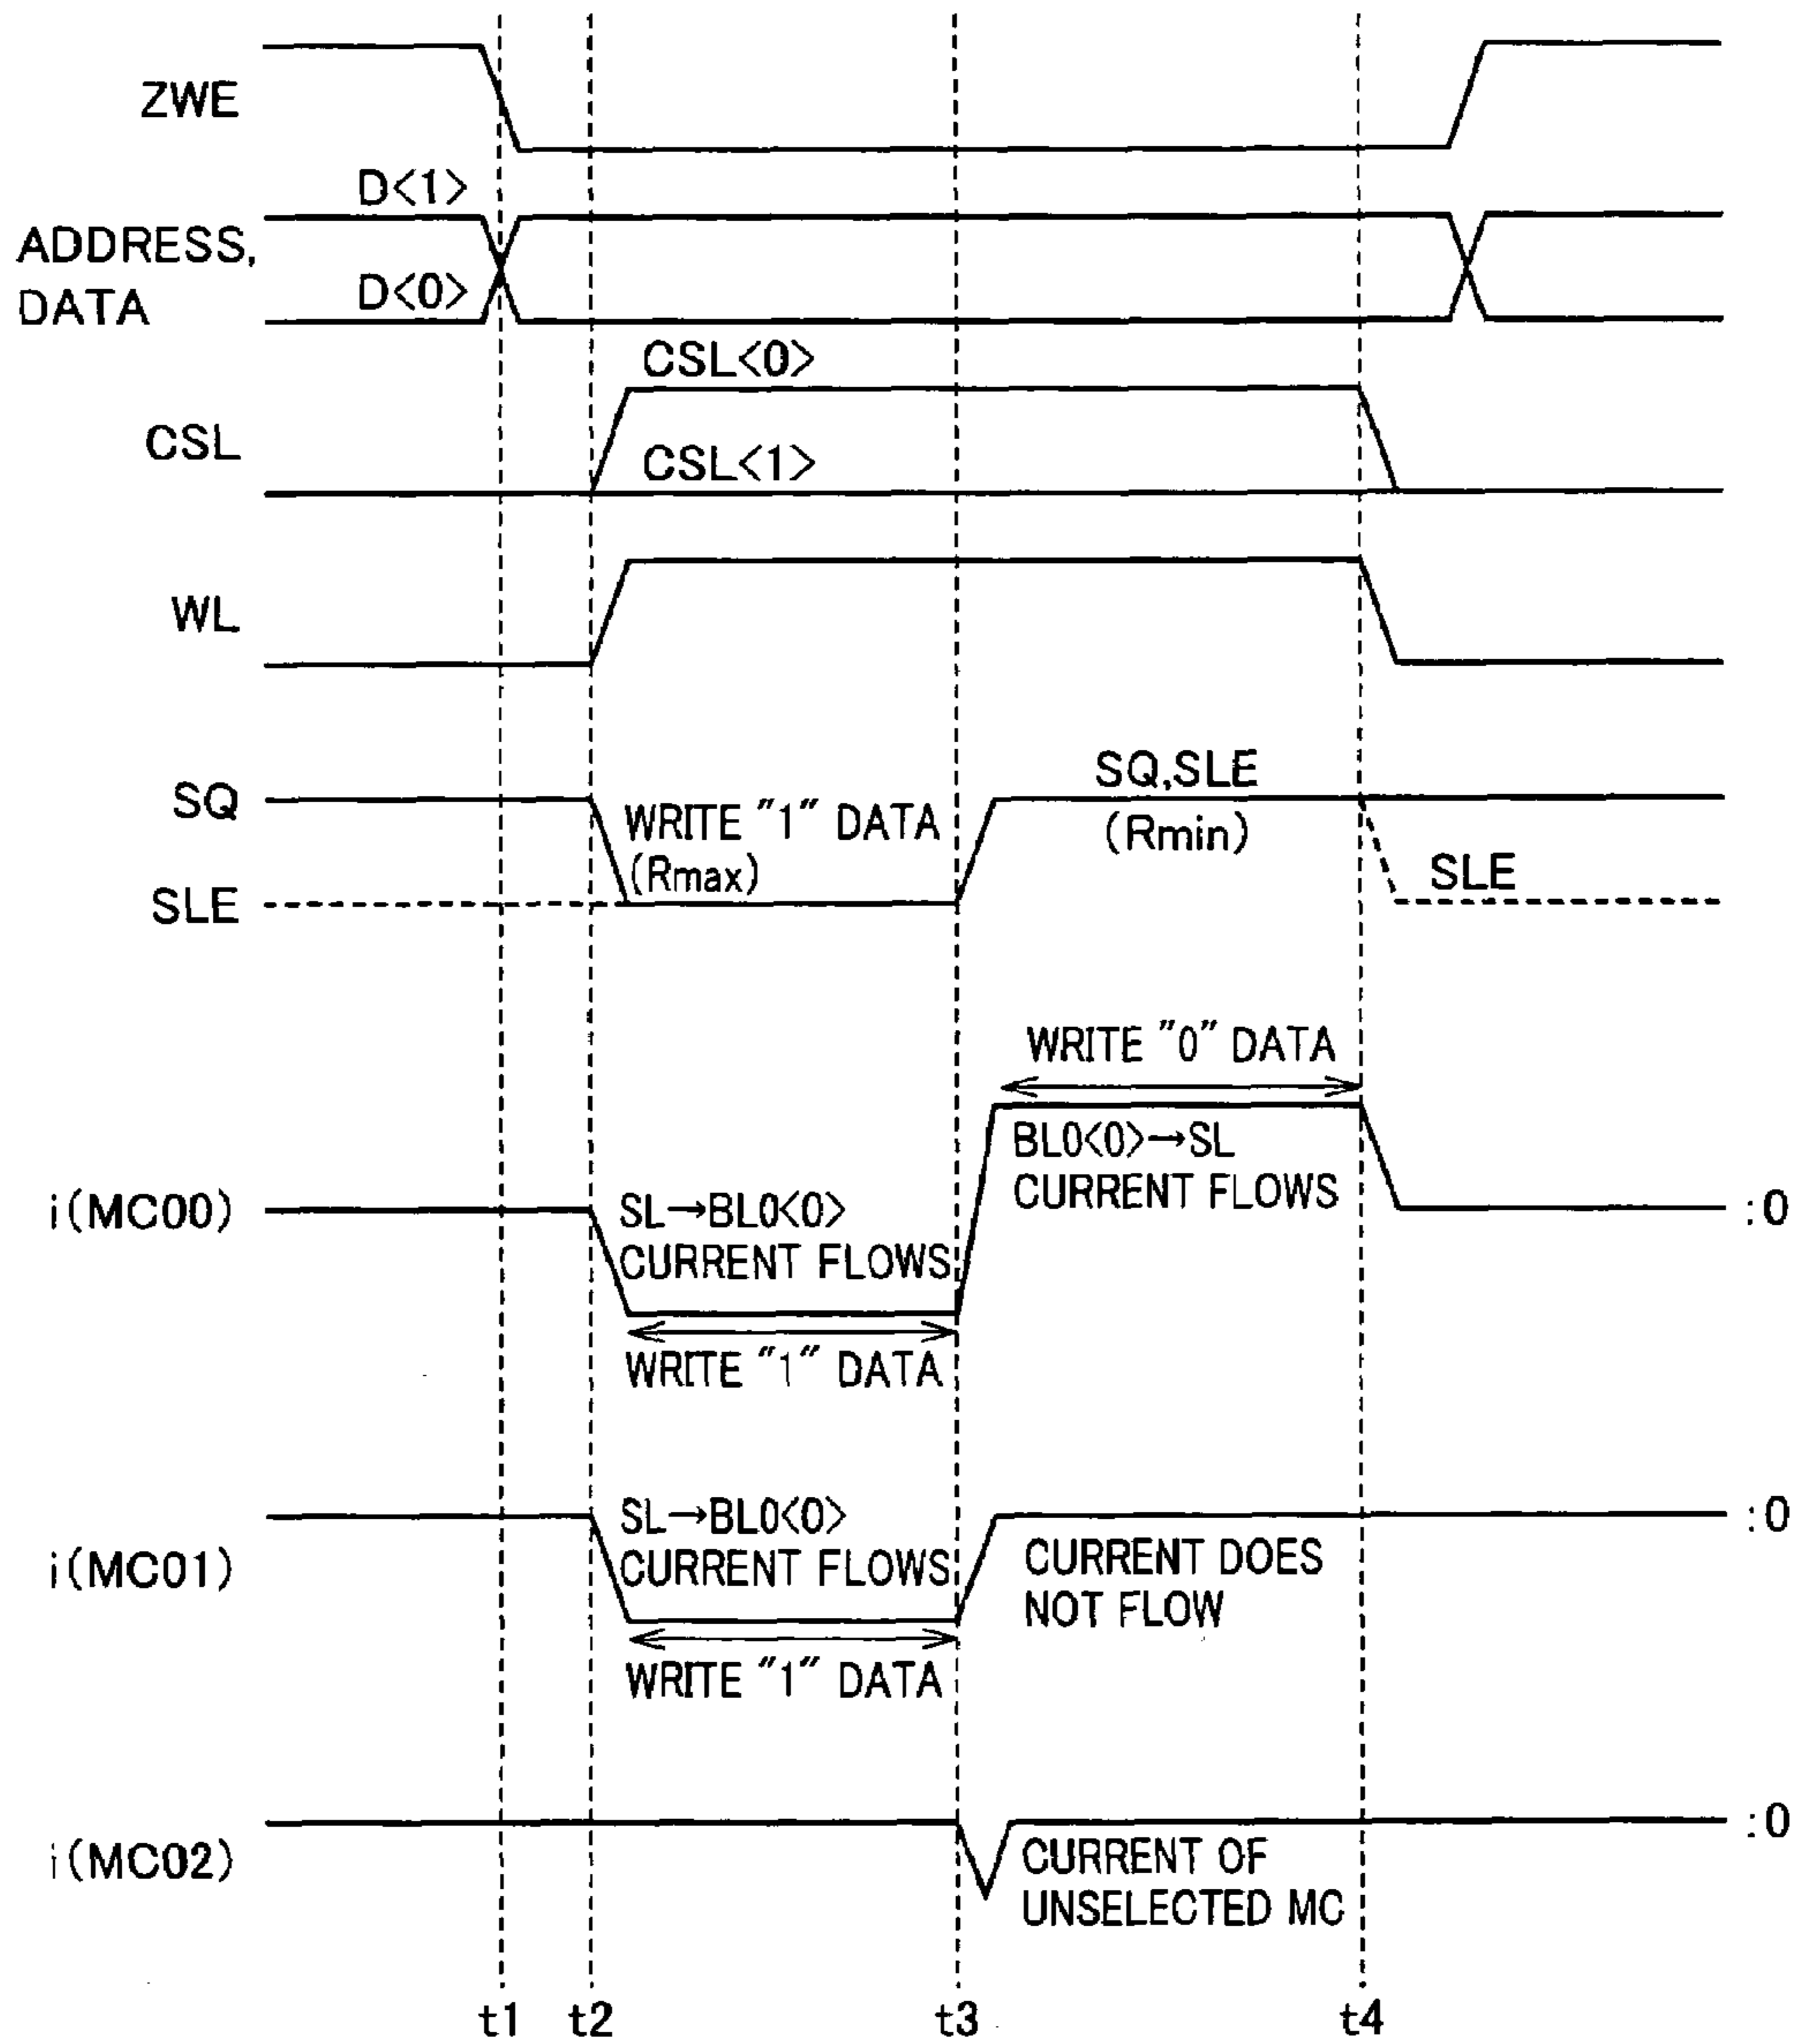 ZWE
D<1>
ADDRESS,
DATA
D<0>
CSL<0>
CSL
CSL<1>
WL
SQ,SLE
SQ
WRITE "1" DATA
(Rmin)
(Rmax)
SLE
SLE
WRITE "0" DATA
BL0<0>→SL
CURRENT FLOWS
i(MC00)
SL→BL0<0>
:0
CURRENT FLOWS
WRITE "1" DATA
SL→BL0<0>
:0
CURRENT FLOWS
i(MC01)
CURRENT DOES
NOT FLOW
WRITE "1" DATA
:0
i(MC02)
CURRENT OF
UNSELECTED MC
t1 t2 t3 t4